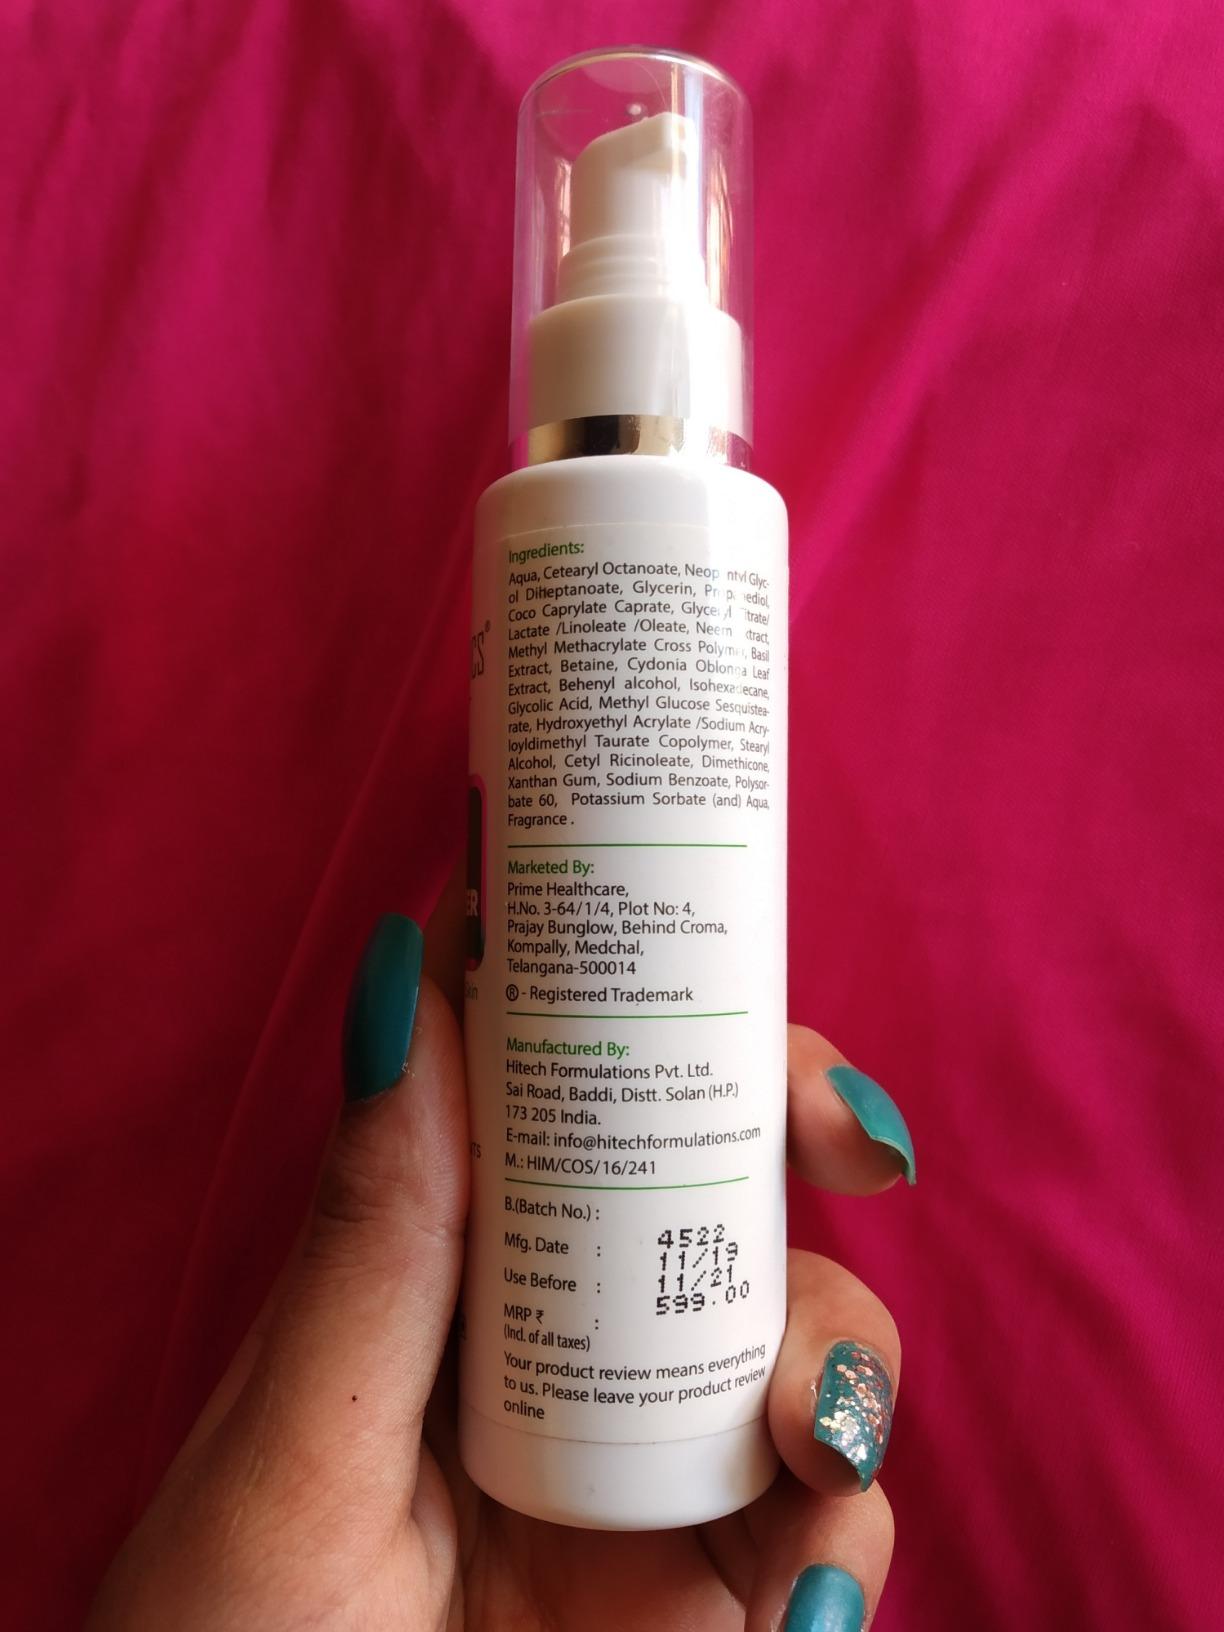 Ingredients:
Aqua, Cetearyl Octanoate, Glyc-
ol Diheptanoate, Glycerin,
Coco Caprylate Caprate,
Lactate /Linoleate /Oleate, Neem
Methyl Methacrylate Cross Basil
Extract, Betaine, Cydonia Oblonga Leaf
Extract, Behenyl alcohol, Isohexadecane,
Glycolic Acid, Methyl Glucose Sesquistea-
rate, Hydroxyethyl Acrylate /Sodium Acry-
loyldimethyl Taurate Copolymer, Stearyl
Alcohol, Cetyl Ricinoleate, Dimethicone,
Xanthan Gum, Sodium Benzoate, Polysor-
bate 60, Potassium Sorbate (and) Aqua,
Fragrance .
Marketed By:
Prime Healthcare,
H.No. 3-64/1/4, Plot No: 4,
Prajay Bunglow, Behind Croma,
Kompally, Medchal,
Telangana-500014
® - Registered Trademark
Manufactured By:
Hitech Formulations Pvt. Ltd.
Sai Road, Baddi, Distt. Solan (H.P.)
173 205 India.
E-mail: info@hitechformulations.com
M.: HIM/COS/16/241
B.(Batch No.) : 4522
Mfg. Date : 11/19
Use Before : 11/21
MRP ₹ : 599.00
(Incl. of all taxes)
Your product review means everything
to us. Please leave your product review
online